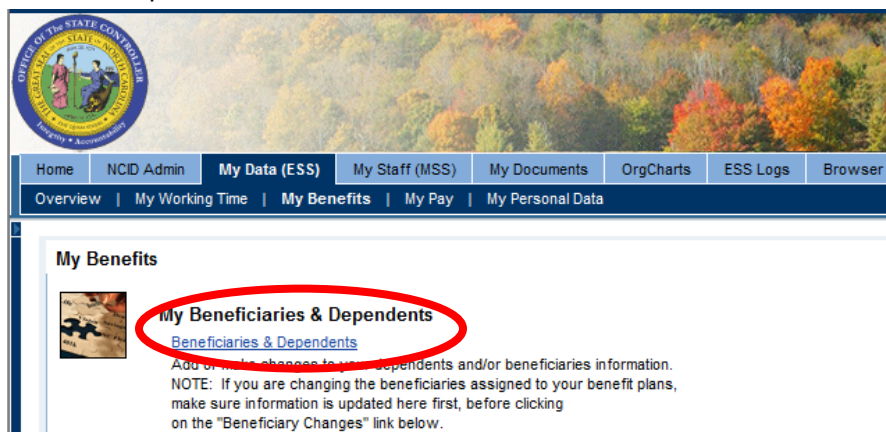 OFFICE OF THE STATE CONTROLLER
THE GREAT SEAL OF THE STATE OF NORTH CAROLINA
Integrity • Accountability
Home NCID Admin My Data (ESS) My Staff (MSS) My Documents OrgCharts ESS Logs Browser
Overview | My Working Time | My Benefits | My Pay | My Personal Data
My Benefits
My Beneficiaries & Dependents
Beneficiaries & Dependents
Add or make changes to your dependents and/or beneficiaries information.
NOTE: If you are changing the beneficiaries assigned to your benefit plans,
make sure information is updated here first, before clicking
on the "Beneficiary Changes" link below.